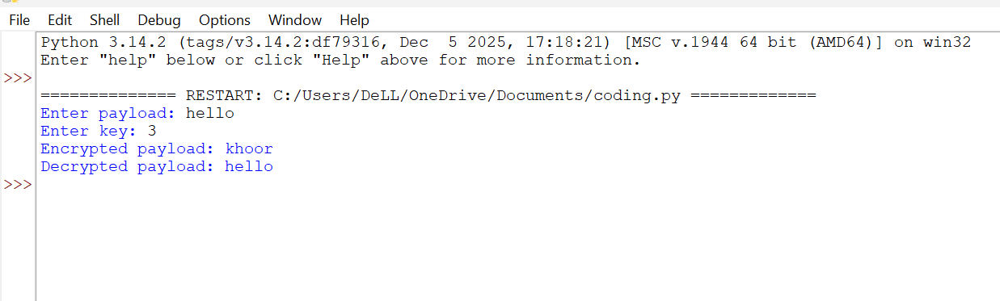 File Edit Shell Debug Options Window Help
Python 3.14.2 (tags/v3.14.2:df79316, Dec  5 2025, 17:18:21) [MSC v.1944 64 bit (AMD64)] on win32
Enter "help" below or click "Help" above for more information.
>>>
============== RESTART: C:/Users/DeLL/OneDrive/Documents/coding.py =============
Enter payload: hello
Enter key: 3
Encrypted payload: khoor
Decrypted payload: hello
>>>